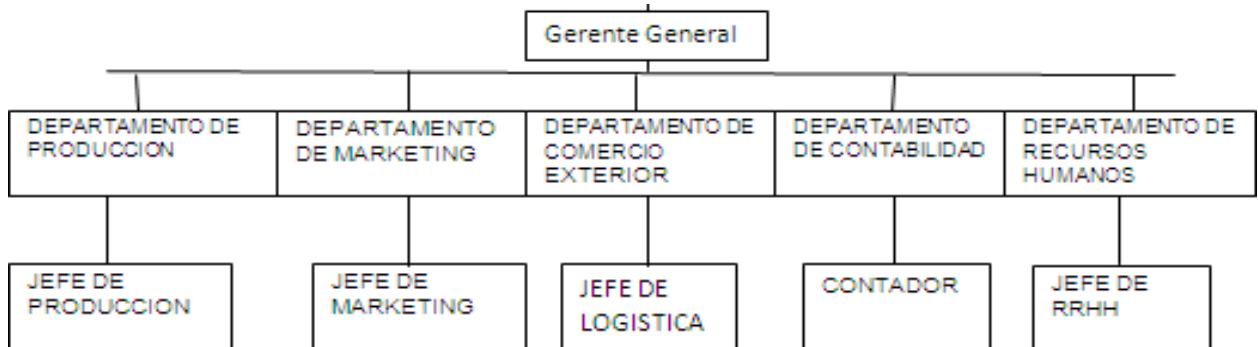 Gerente General
DEPARTAMENTO DE
PRODUCCION
DEPARTAMENTO
DE MARKETING
DEPARTAMENTO DE
COMERCIO
EXTERIOR
DEPARTAMENTO
DE CONTABILIDAD
DEPARTAMENTO DE
RECURSOS
HUMANOS
JEFE DE
PRODUCCION
JEFE DE
MARKETING
JEFE DE
LOGISTICA
CONTADOR
JEFE DE
RRHH